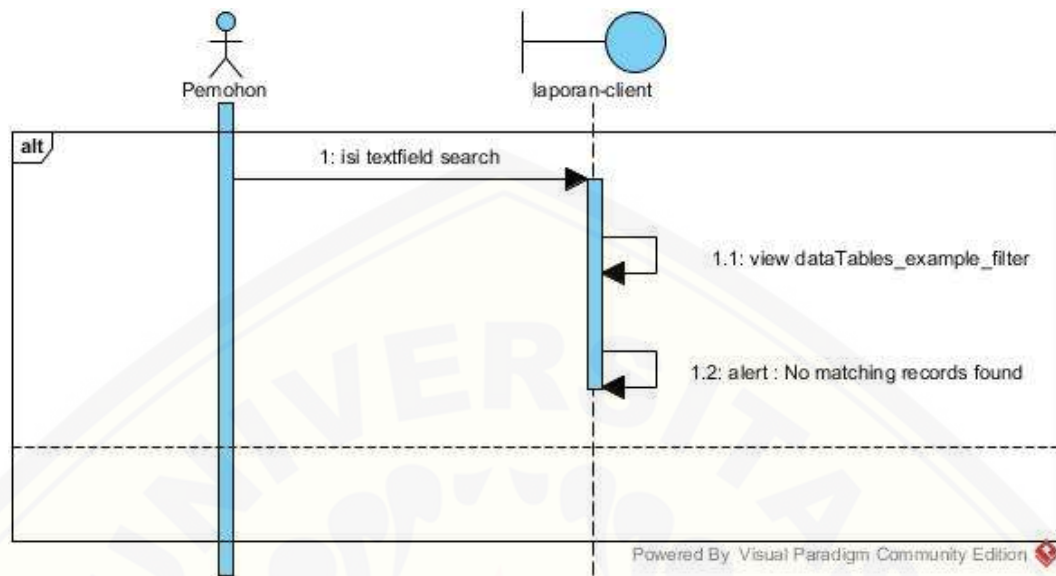 Pemohon
laporan-client
alt
1: isi textfield search
1.1: view dataTables_example_filter
1.2: alert : No matching records found
UNIVERSITA
Powered By Visual Paradigm Community Edition